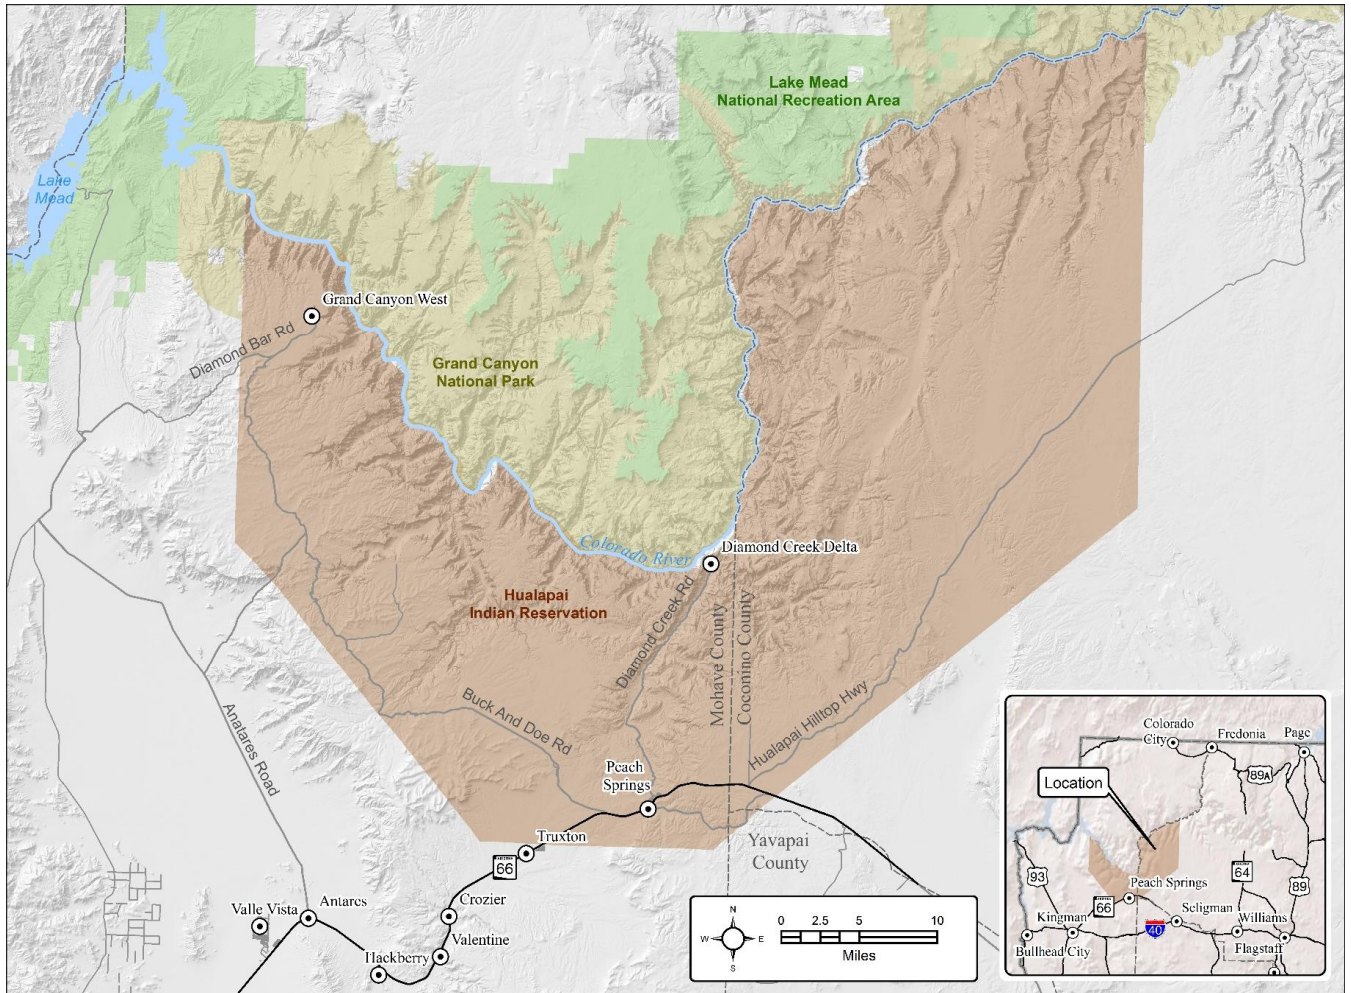 Lake Mead
National Recreation Area
Lake
Mead
Grand Canyon West
Diamond Bar Rd
Grand Canyon
National Park
Colorado River
Diamond Creek Delta
Hualapai
Indian Reservation
Diamond Creek Rd
Mohave County
Coconino County
Hualapai Hilltop Hwy
Buck And Doe Rd
Anatares Road
Peach
Springs
Truxton
Yavapai
County
66
Crozier
Valle Vista
Antares
Valentine
Hackberry
N
W
E
S
0 2.5 5 10
Miles
Colorado
City
Fredonia
Page
89A
Location
93
Peach Springs
64
89
66
Seligman
Kingman
Williams
40
Bullhead City
Flagstaff